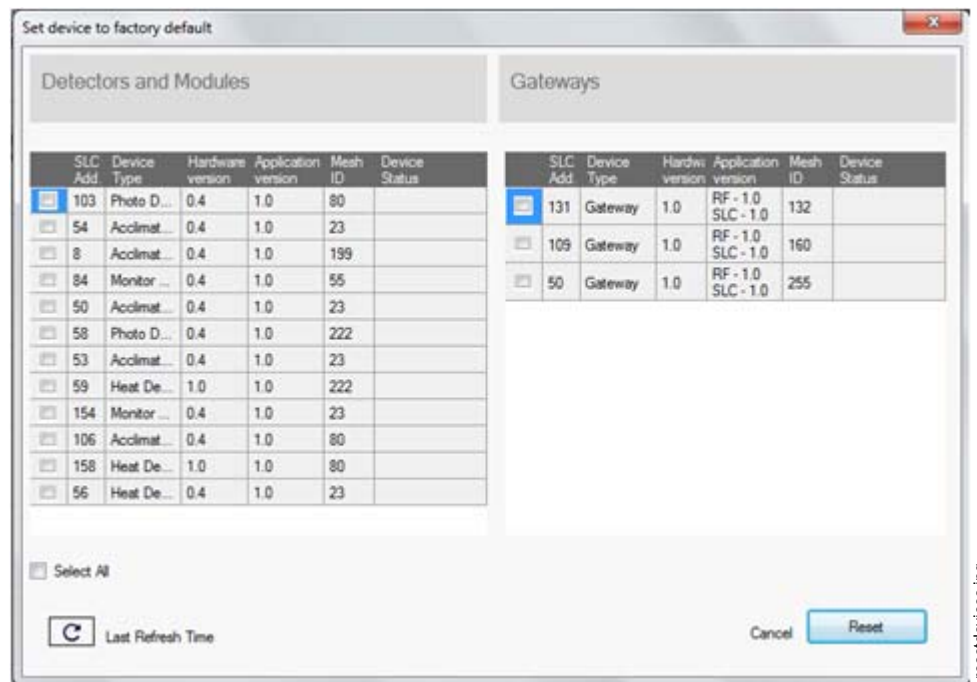 Set device to factory default
Detectors and Modules
SLC Add. Device Type Hardware version Application version Mesh ID Device Status
103 Photo D... 0.4 1.0 80
54 Acclimat... 0.4 1.0 23
8 Acclimat... 0.4 1.0 199
84 Monitor ... 0.4 1.0 55
50 Acclimat... 0.4 1.0 23
58 Photo D... 0.4 1.0 222
53 Acclimat... 0.4 1.0 23
59 Heat De... 1.0 1.0 222
154 Monitor ... 0.4 1.0 23
106 Acclimat... 0.4 1.0 80
158 Heat De... 1.0 1.0 80
56 Heat De... 0.4 1.0 23
Gateways
SLC Add. Device Type Hardwa version Application version Mesh ID Device Status
131 Gateway 1.0 RF - 1.0 SLC - 1.0 132
109 Gateway 1.0 RF - 1.0 SLC - 1.0 160
50 Gateway 1.0 RF - 1.0 SLC - 1.0 255
Select All
Last Refresh Time
Cancel
Reset